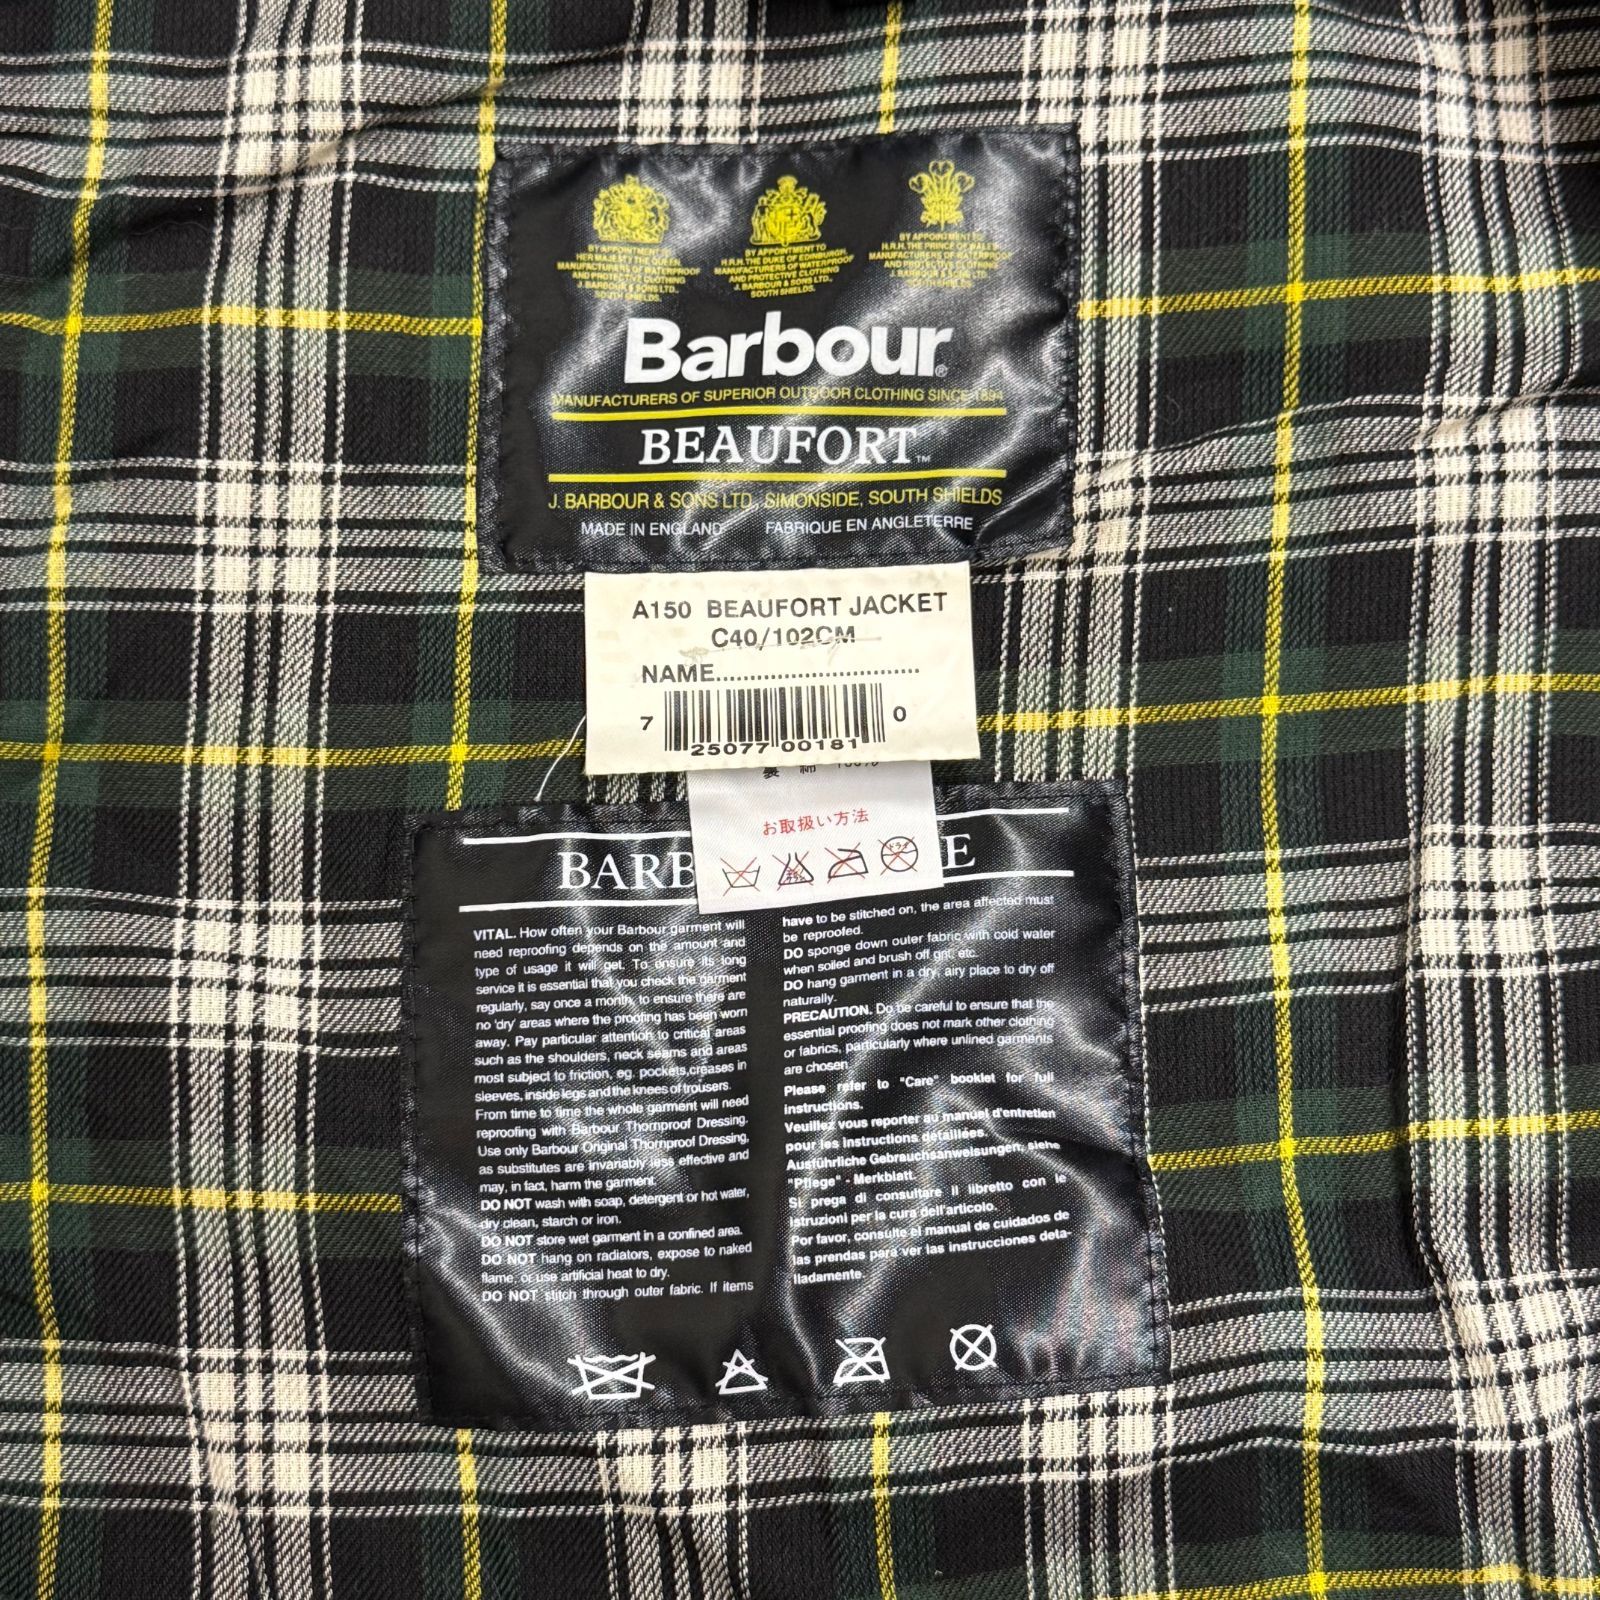 BY APPOINTMENT TO
HER MAJESTY THE QUEEN
MANUFACTURERS OF WATERPROOF
AND PROTECTIVE CLOTHING
J. BARBOUR & SONS LTD.,
SOUTH SHIELDS.
BY APPOINTMENT TO
H.R.H. THE DUKE OF EDINBURGH.
MANUFACTURERS OF WATERPROOF
AND PROTECTIVE CLOTHING
J. BARBOUR & SONS LTD.,
SOUTH SHIELDS.
BY APPOINTMENT TO
H.R.H. THE PRINCE OF WALES
MANUFACTURERS OF WATERPROOF
AND PROTECTIVE CLOTHING
J. BARBOUR & SONS LTD.
SOUTH SHIELDS.
Barbour®
MANUFACTURERS OF SUPERIOR OUTDOOR CLOTHING SINCE 1894
BEAUFORT™
J. BARBOUR & SONS LTD., SIMONSIDE, SOUTH SHIELDS
MADE IN ENGLAND FABRIQUE EN ANGLETERRE
A150 BEAUFORT JACKET
C40/102CM
NAME..............................
7 25077 00181 0
裏 綿 100%
お取扱い方法
ドライ
BARB E
VITAL. How often your Barbour garment will
need reproofing depends on the amount and
type of usage it will get. To ensure its long
service it is essential that you check the garment
regularly, say once a month, to ensure there are
no 'dry' areas where the proofing has been worn
away. Pay particular attention to critical areas
such as the shoulders, neck seams and areas
most subject to friction, eg. pockets,creases in
sleeves, inside legs and the knees of trousers.
From time to time the whole garment will need
reproofing with Barbour Thornproof Dressing.
Use only Barbour Original Thornproof Dressing,
as substitutes are invariably less effective and
may, in fact, harm the garment.
DO NOT wash with soap, detergent or hot water,
dry clean, starch or iron.
DO NOT store wet garment in a confined area.
DO NOT hang on radiators, expose to naked
flame, or use artificial heat to dry.
DO NOT stitch through outer fabric. If items
have to be stitched on, the area affected must
be reproofed.
DO sponge down outer fabric with cold water
when soiled and brush off grit, etc.
DO hang garment in a dry, airy place to dry off
naturally.
PRECAUTION. Do be careful to ensure that the
essential proofing does not mark other clothing
or fabrics, particularly where unlined garments
are chosen.
Please refer to "Care" booklet for full
instructions.
Veuillez vous reporter au manuel d'entretien
pour les instructions détaillées.
Ausführliche Gebrauchsanweisungen, siehe
"Pflege" - Merkblatt.
Si prega di consultare il libretto con le
istruzioni per la cura dell'articolo.
Por favor, consulte el manual de cuidados de
las prendas para ver las instrucciones deta-
lladamente.